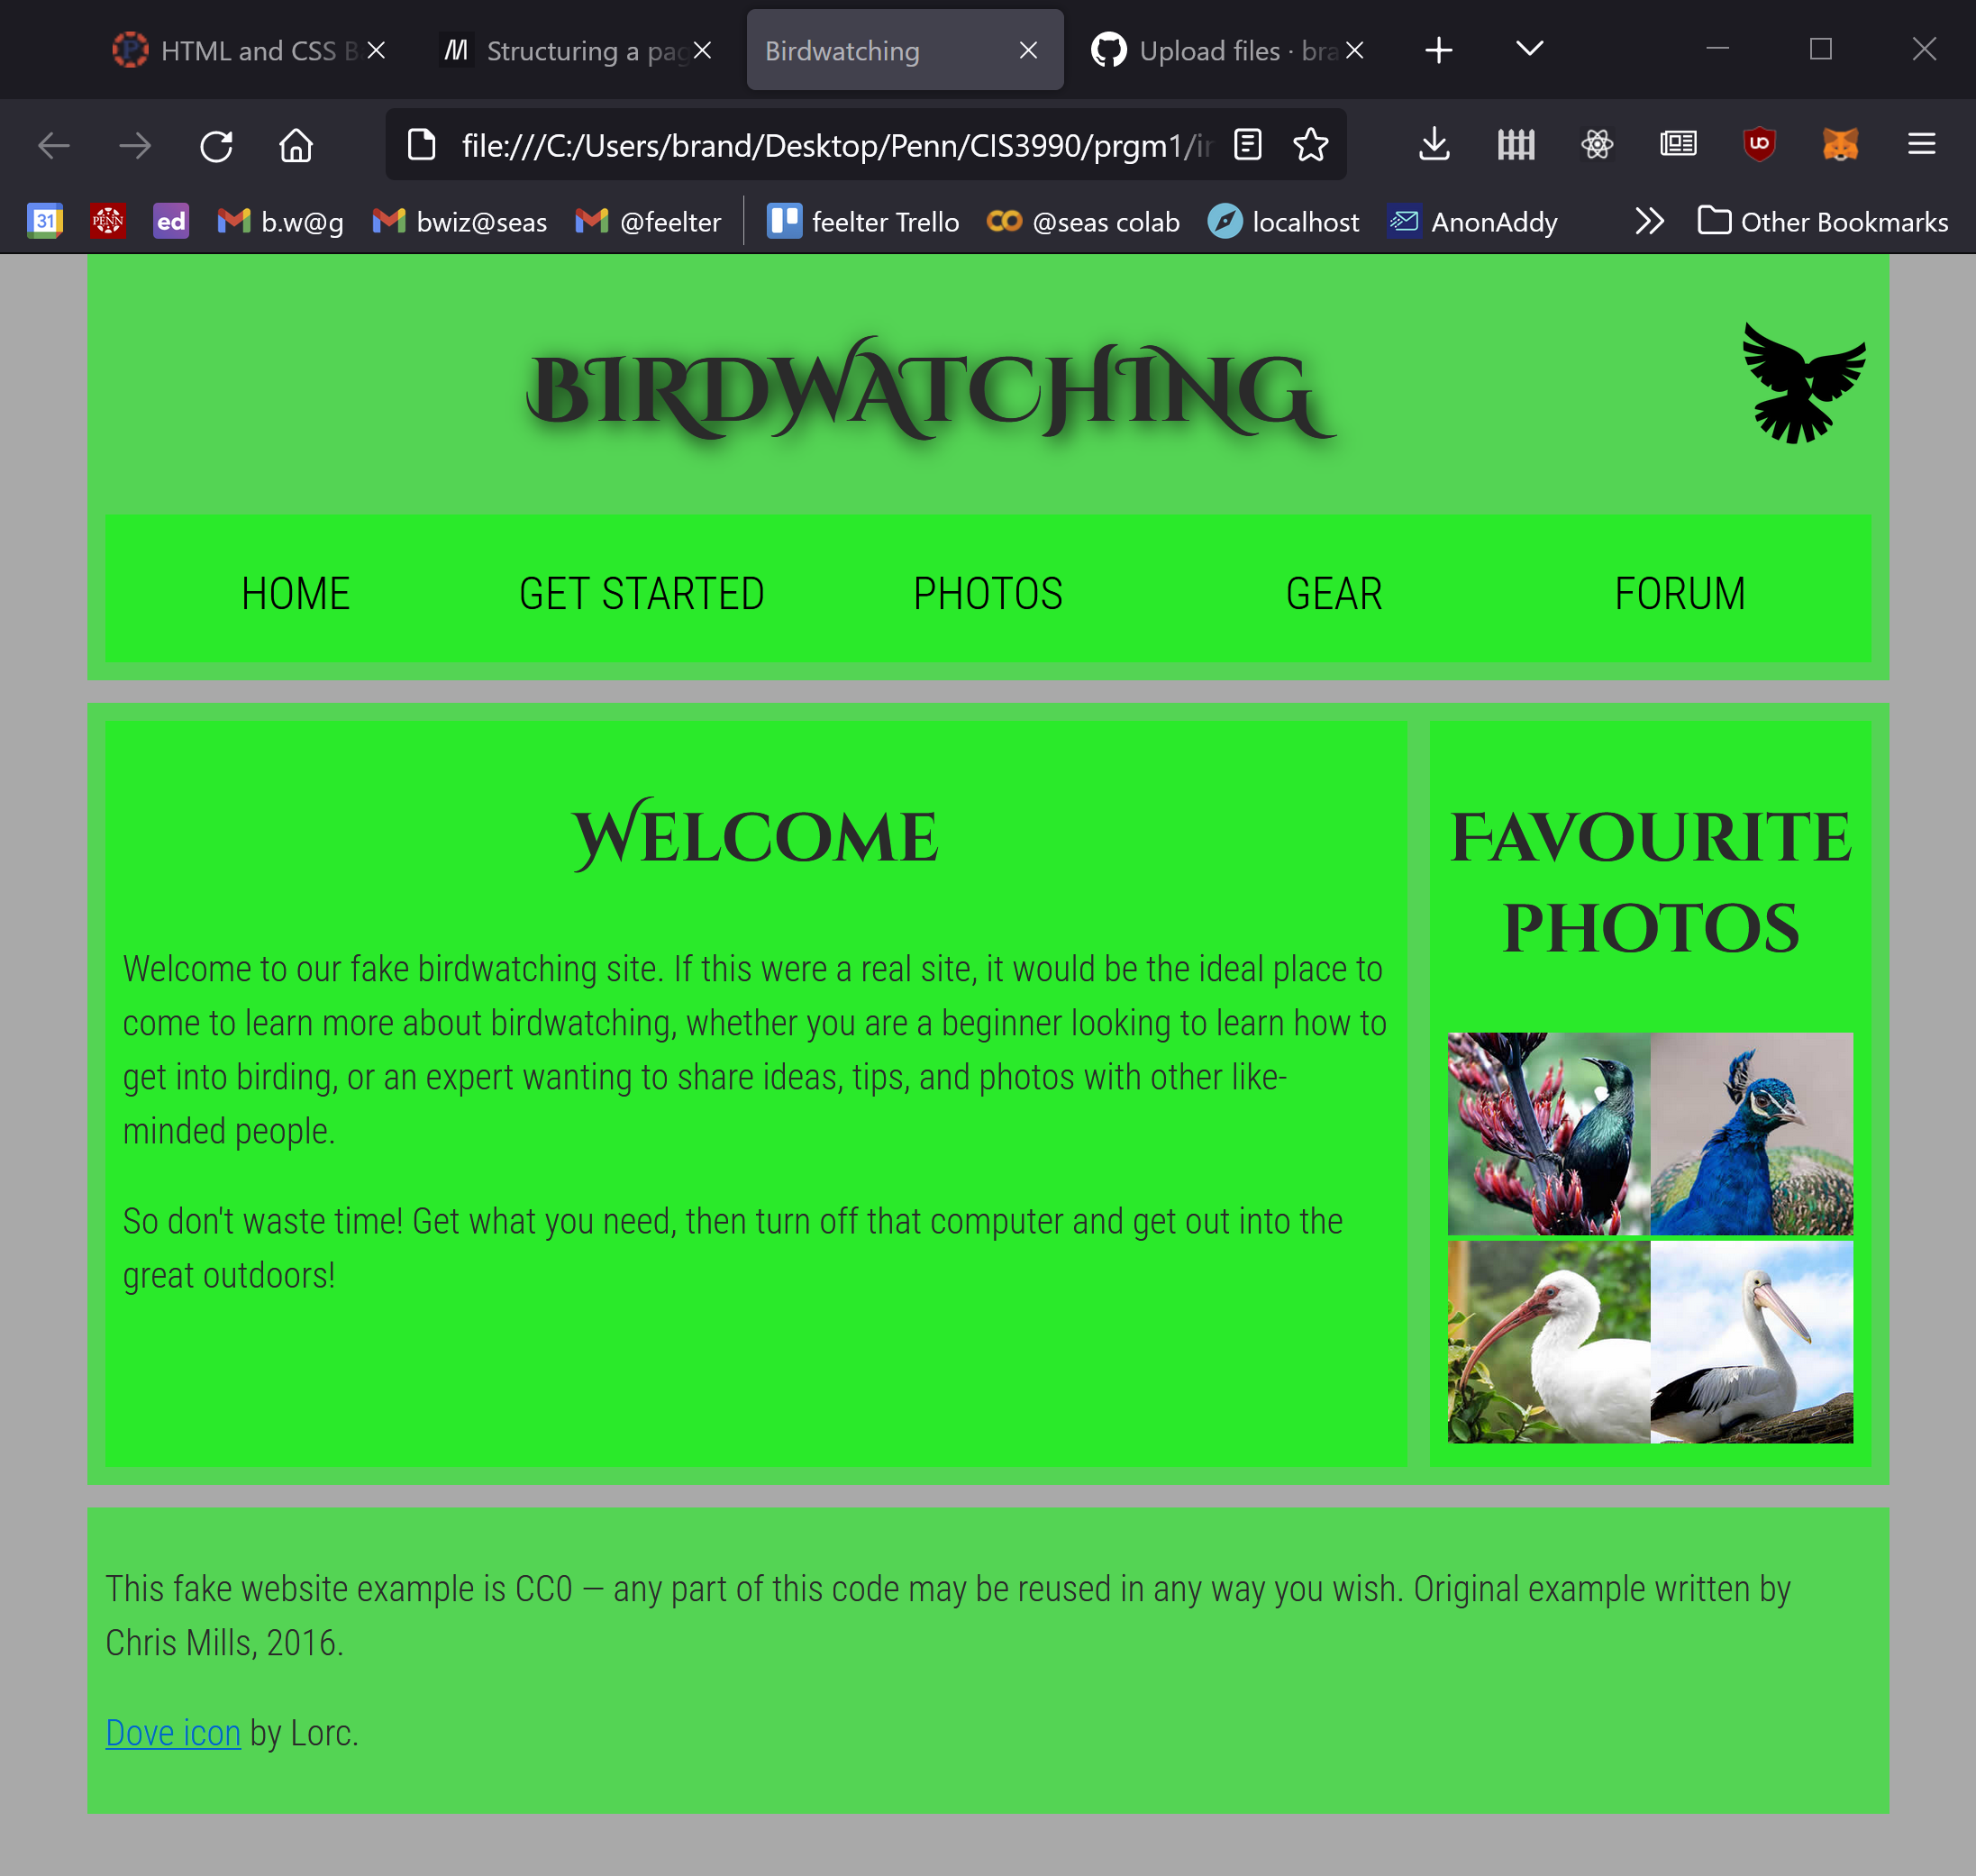 HTML and CSS B
Structuring a pag
Birdwatching
Upload files · bra
file:///C:/Users/brand/Desktop/Penn/CIS3990/prgm1/ir
31
PENN
ed
b.w@g
bwiz@seas
@feelter
feelter Trello
@seas colab
localhost
AnonAddy
Other Bookmarks
BIRDWATCHING
HOME
GET STARTED
PHOTOS
GEAR
FORUM
Welcome
Favourite
photos
Welcome to our fake birdwatching site. If this were a real site, it would be the ideal place to
come to learn more about birdwatching, whether you are a beginner looking to learn how to
get into birding, or an expert wanting to share ideas, tips, and photos with other like-
minded people.
So don't waste time! Get what you need, then turn off that computer and get out into the
great outdoors!
This fake website example is CC0 — any part of this code may be reused in any way you wish. Original example written by
Chris Mills, 2016.
Dove icon by Lorc.